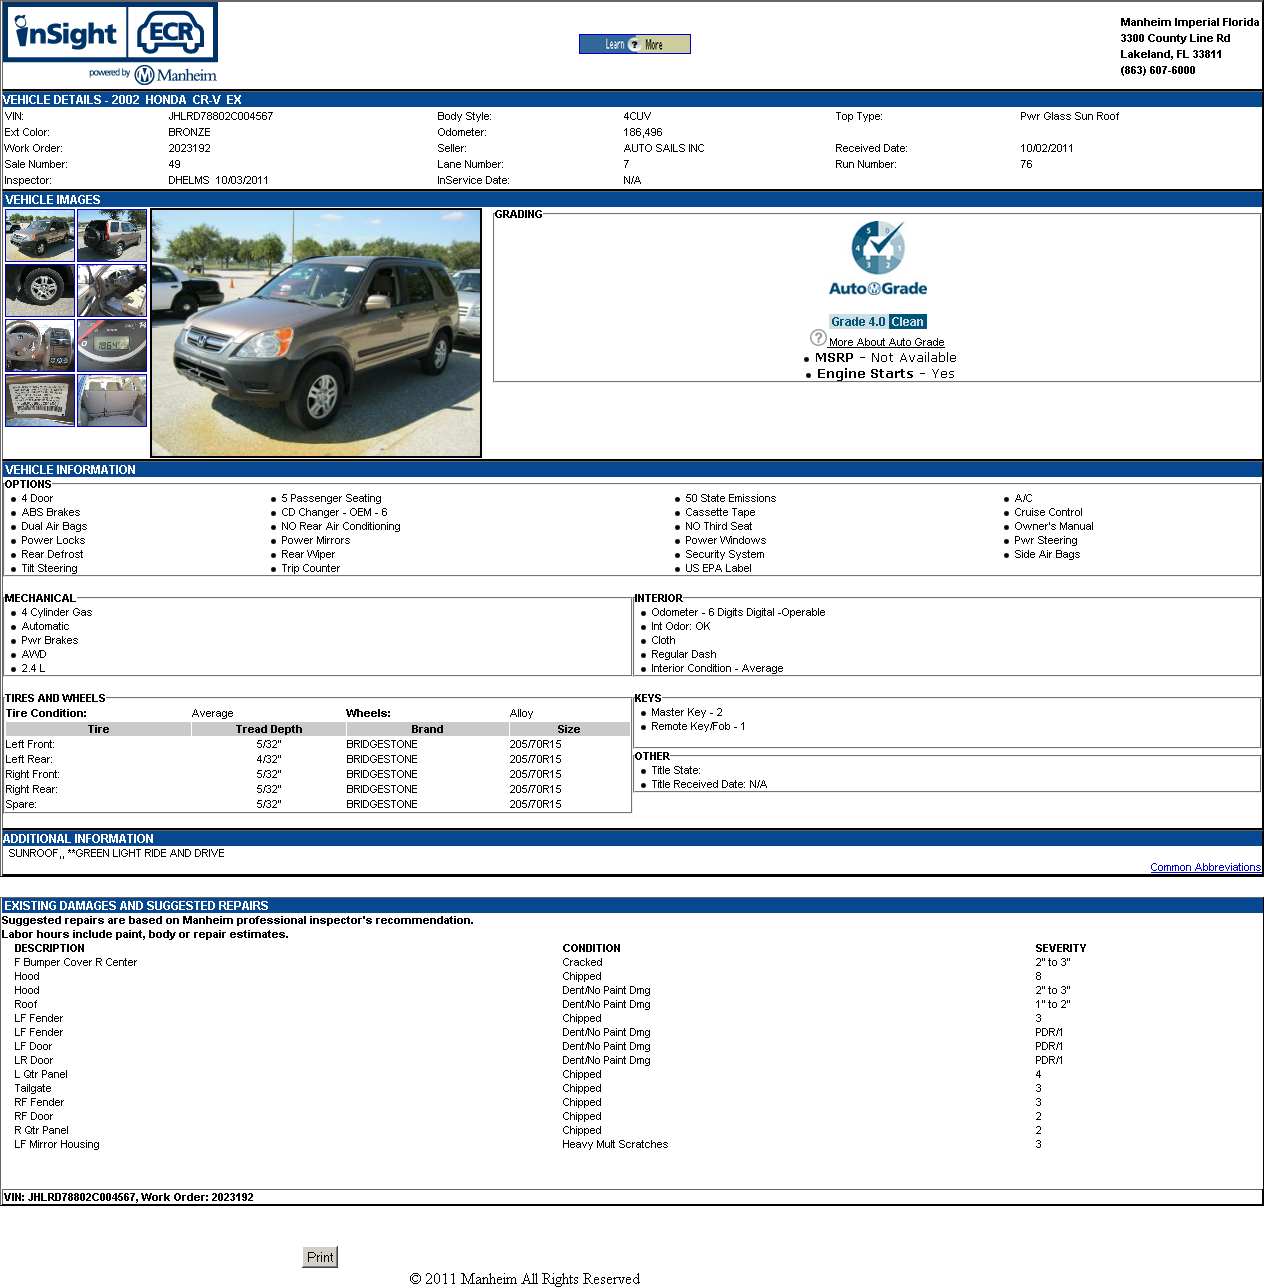 inSight ECR
powered by Manheim
Learn ? More
Manheim Imperial Florida
3300 County Line Rd
Lakeland, FL 33811
(863) 607-6000
VEHICLE DETAILS - 2002 HONDA CR-V EX
VIN: JHLRD78802C004567 Body Style: 4CUV Top Type: Pwr Glass Sun Roof
Ext Color: BRONZE Odometer: 186,496
Work Order: 2023192 Seller: AUTO SAILS INC Received Date: 10/02/2011
Sale Number: 49 Lane Number: 7 Run Number: 76
Inspector: DHELMS 10/03/2011 InService Date: N/A
VEHICLE IMAGES
GRADING
5 0 4 1 3 2
AutoGrade
Grade 4.0 Clean
? More About Auto Grade
• MSRP - Not Available
• Engine Starts - Yes
VEHICLE INFORMATION
OPTIONS
• 4 Door • 5 Passenger Seating • 50 State Emissions • A/C
• ABS Brakes • CD Changer - OEM - 6 • Cassette Tape • Cruise Control
• Dual Air Bags • NO Rear Air Conditioning • NO Third Seat • Owner's Manual
• Power Locks • Power Mirrors • Power Windows • Pwr Steering
• Rear Defrost • Rear Wiper • Security System • Side Air Bags
• Tilt Steering • Trip Counter • US EPA Label
MECHANICAL
• 4 Cylinder Gas
• Automatic
• Pwr Brakes
• AWD
• 2.4 L
INTERIOR
• Odometer - 6 Digits Digital -Operable
• Int Odor: OK
• Cloth
• Regular Dash
• Interior Condition - Average
TIRES AND WHEELS
Tire Condition: Average Wheels: Alloy
Tire Tread Depth Brand Size
Left Front: 5/32" BRIDGESTONE 205/70R15
Left Rear: 4/32" BRIDGESTONE 205/70R15
Right Front: 5/32" BRIDGESTONE 205/70R15
Right Rear: 5/32" BRIDGESTONE 205/70R15
Spare: 5/32" BRIDGESTONE 205/70R15
KEYS
• Master Key - 2
• Remote Key/Fob - 1
OTHER
• Title State:
• Title Received Date: N/A
ADDITIONAL INFORMATION
SUNROOF,, **GREEN LIGHT RIDE AND DRIVE
Common Abbreviations
EXISTING DAMAGES AND SUGGESTED REPAIRS
Suggested repairs are based on Manheim professional inspector's recommendation.
Labor hours include paint, body or repair estimates.
DESCRIPTION CONDITION SEVERITY
F Bumper Cover R Center Cracked 2" to 3"
Hood Chipped 8
Hood Dent/No Paint Dmg 2" to 3"
Roof Dent/No Paint Dmg 1" to 2"
LF Fender Chipped 3
LF Fender Dent/No Paint Dmg PDR/1
LF Door Dent/No Paint Dmg PDR/1
LR Door Dent/No Paint Dmg PDR/1
L Qtr Panel Chipped 4
Tailgate Chipped 3
RF Fender Chipped 3
RF Door Chipped 2
R Qtr Panel Chipped 2
LF Mirror Housing Heavy Mult Scratches 3
VIN: JHLRD78802C004567, Work Order: 2023192
Print
© 2011 Manheim All Rights Reserved